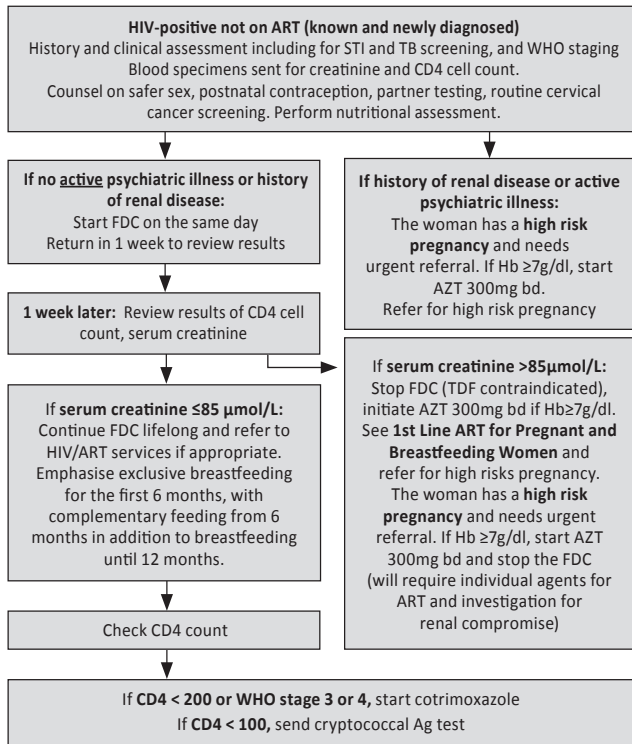 HIV-positive not on ART (known and newly diagnosed)
History and clinical assessment including for STI and TB screening, and WHO staging
Blood specimens sent for creatinine and CD4 cell count.
Counsel on safer sex, postnatal contraception, partner testing, routine cervical
cancer screening. Perform nutritional assessment.
If no active psychiatric illness or history
of renal disease:
Start FDC on the same day
Return in 1 week to review results
If history of renal disease or active
psychiatric illness:
The woman has a high risk
pregnancy and needs
urgent referral. If Hb ≥7g/dl, start
AZT 300mg bd.
Refer for high risk pregnancy
1 week later: Review results of CD4 cell
count, serum creatinine
If serum creatinine ≤85 μmol/L:
Continue FDC lifelong and refer to
HIV/ART services if appropriate.
Emphasise exclusive breastfeeding
for the first 6 months, with
complementary feeding from 6
months in addition to breastfeeding
until 12 months.
If serum creatinine >85μmol/L:
Stop FDC (TDF contraindicated),
initiate AZT 300mg bd if Hb≥7g/dl.
See 1st Line ART for Pregnant and
Breastfeeding Women and
refer for high risks pregnancy.
The woman has a high risk
pregnancy and needs urgent
referral. If Hb ≥7g/dl, start AZT
300mg bd and stop the FDC
(will require individual agents for
ART and investigation for
renal compromise)
Check CD4 count
If CD4 < 200 or WHO stage 3 or 4, start cotrimoxazole
If CD4 < 100, send cryptococcal Ag test